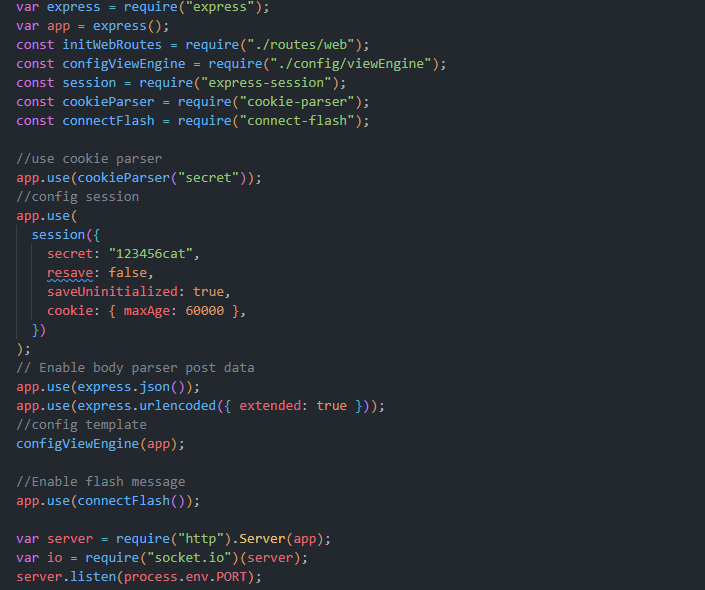 var express = require("express");
var app = express();
const initWebRoutes = require("./routes/web");
const configViewEngine = require("./config/viewEngine");
const session = require("express-session");
const cookieParser = require("cookie-parser");
const connectFlash = require("connect-flash");

//use cookie parser
app.use(cookieParser("secret"));
//config session
app.use(
  session({
    secret: "123456cat",
    resave: false,
    saveUninitialized: true,
    cookie: { maxAge: 60000 },
  })
);
// Enable body parser post data
app.use(express.json());
app.use(express.urlencoded({ extended: true }));
//config template
configViewEngine(app);

//Enable flash message
app.use(connectFlash());

var server = require("http").Server(app);
var io = require("socket.io")(server);
server.listen(process.env.PORT);